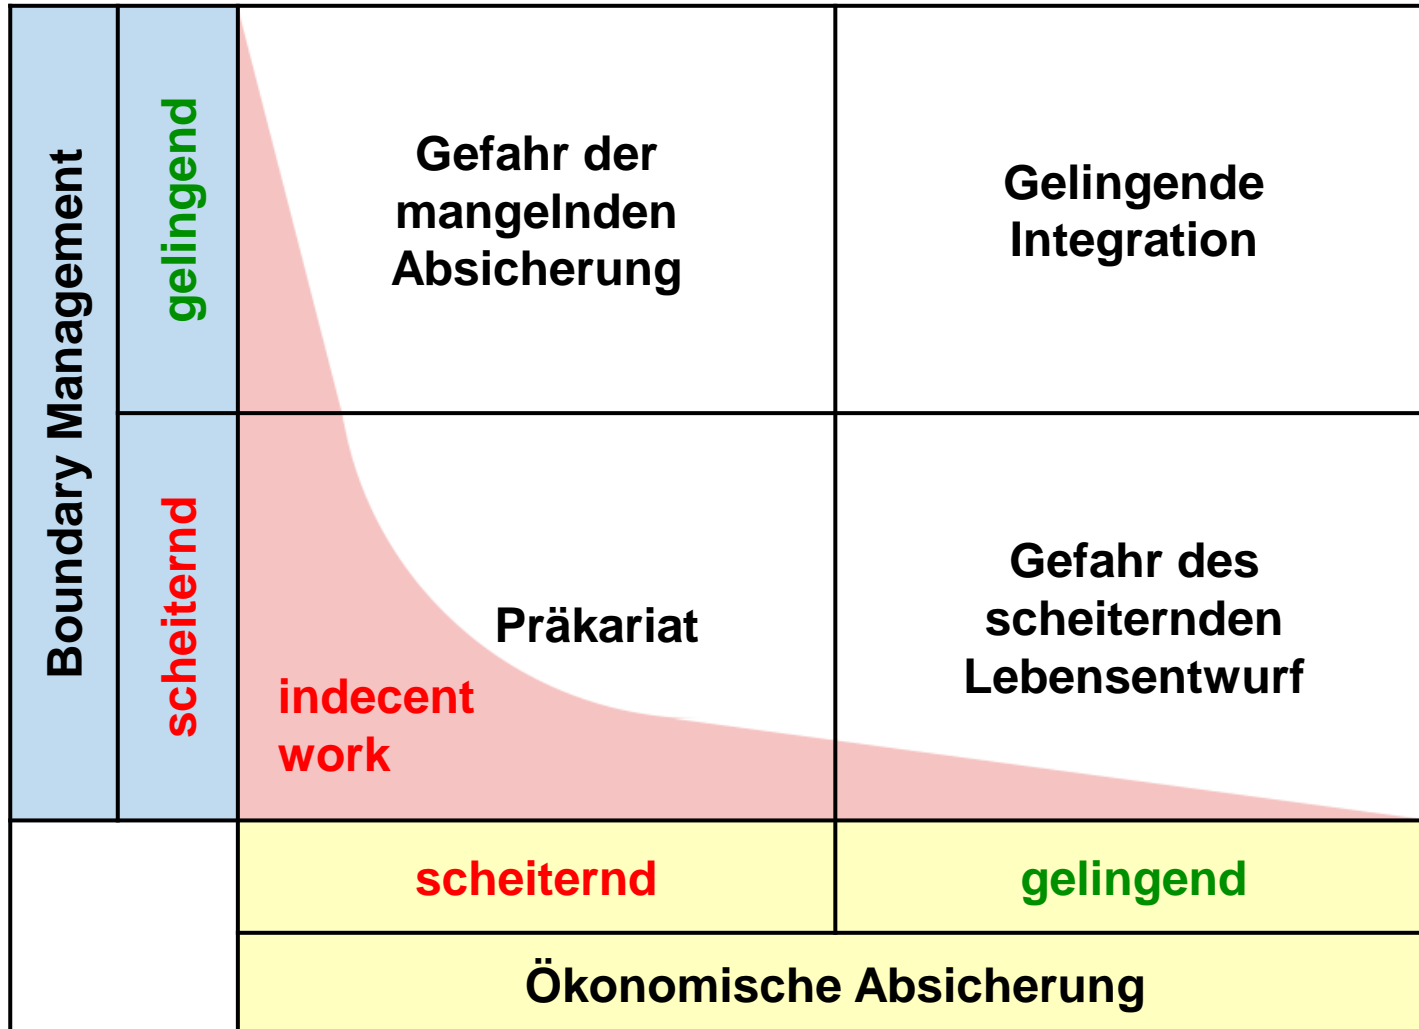 Boundary Management
gelingend
scheiternd
Gefahr der
mangelnden
Absicherung
Gelingende
Integration
Präkariat
indecent
work
Gefahr des
scheiternden
Lebensentwurf
scheiternd
gelingend
Ökonomische Absicherung